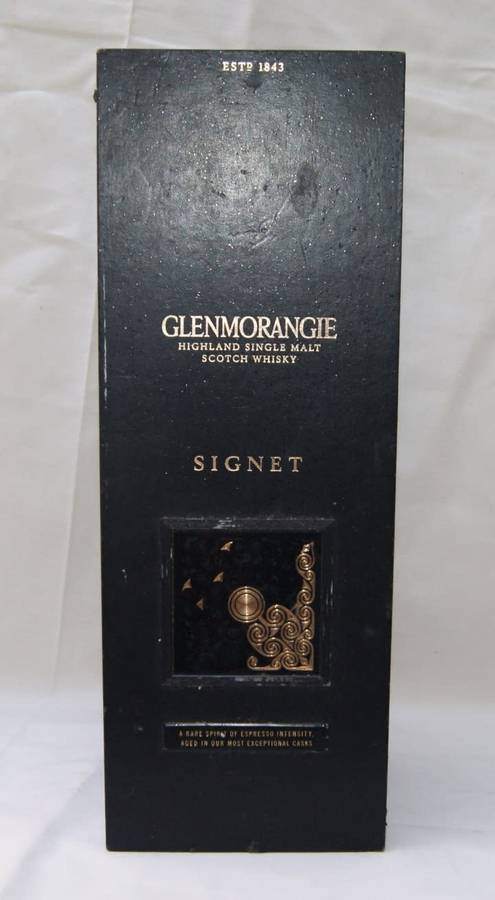 ESTD 1843
GLENMORANGIE
HIGHLAND SINGLE MALT
SCOTCH WHISKY
SIGNET
A RARE SPIRIT OF ESPRESSO INTENSITY,
AGED IN OUR MOST EXCEPTIONAL CASKS